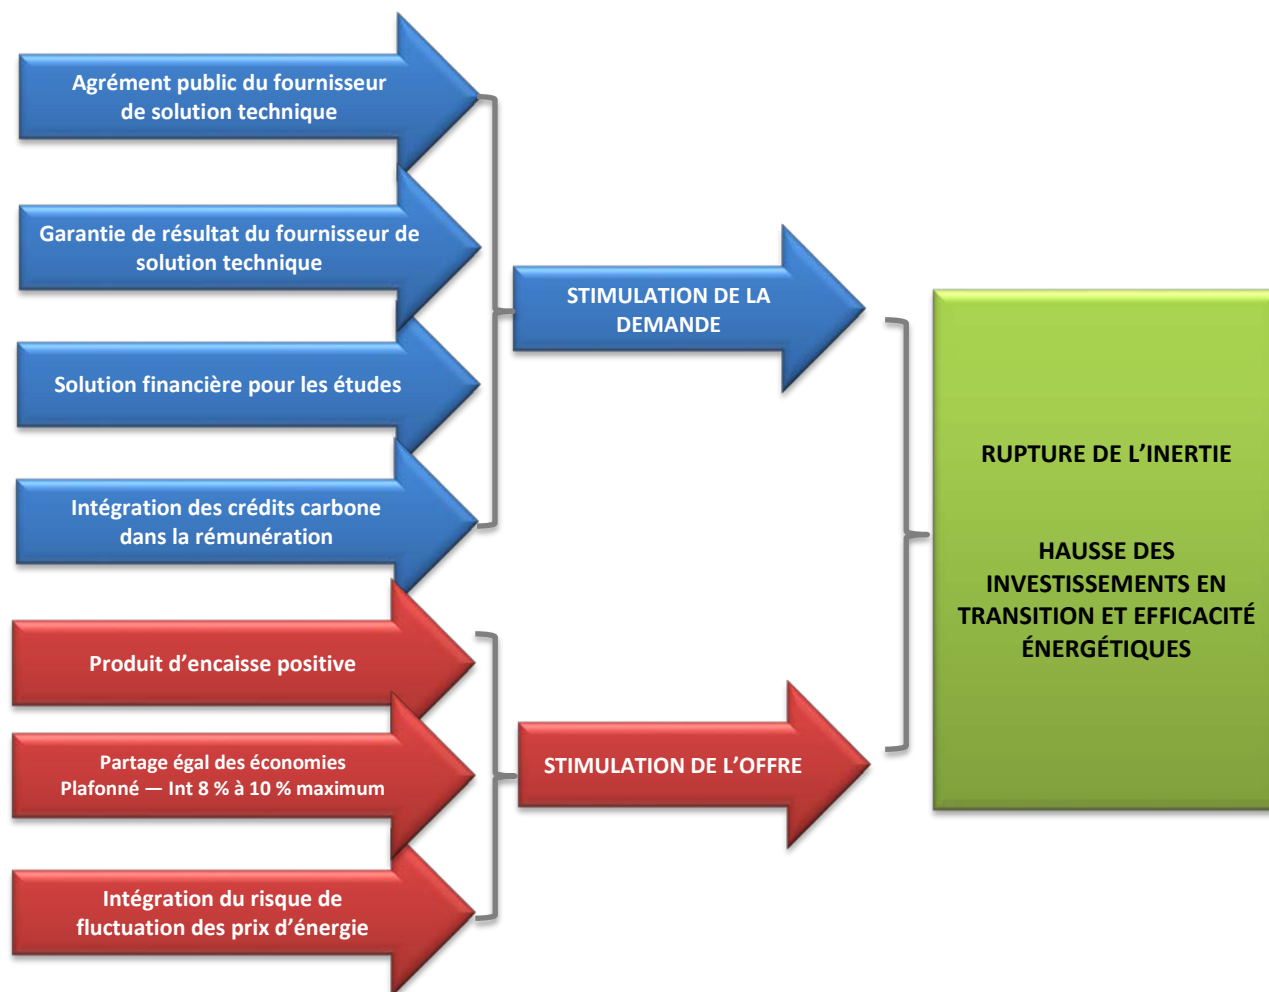 Agrément public du fournisseur
de solution technique
Garantie de résultat du fournisseur de
solution technique
Solution financière pour les études
Intégration des crédits carbone
dans la rémunération
Produit d’encaisse positive
Partage égal des économies
Plafonné — Int 8 % à 10 % maximum
Intégration du risque de
fluctuation des prix d’énergie
STIMULATION DE LA
DEMANDE
STIMULATION DE L’OFFRE
RUPTURE DE L’INERTIE
HAUSSE DES
INVESTISSEMENTS EN
TRANSITION ET EFFICACITÉ
ÉNERGÉTIQUES